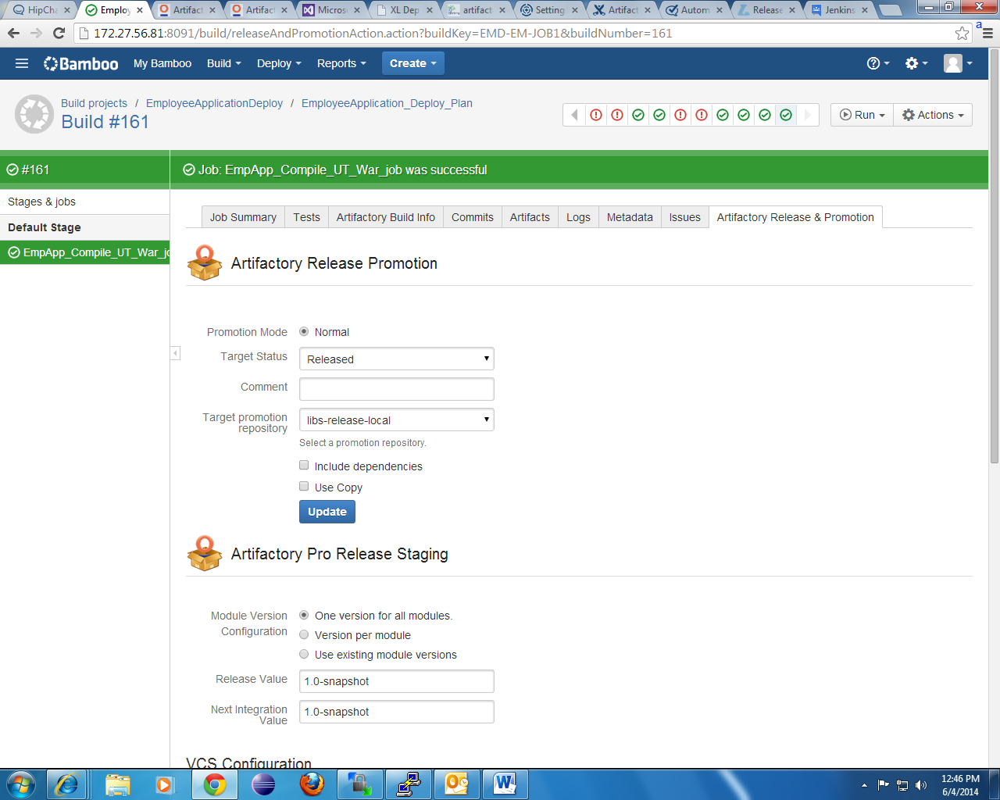 HipCha
Employ
Artifact
Artifact
Microso
XL Dep
artifact
Setting
Artifact
Autom
Release
Jenkins
172.27.56.81:8091/build/releaseAndPromotionAction.action?buildKey=EMD-EM-JOB1&buildNumber=161
a
Bamboo My Bamboo Build Deploy Reports Create
Build projects / EmployeeApplicationDeploy / EmployeeApplication_Deploy_Plan
Build #161
Run Actions
#161
Job: EmpApp_Compile_UT_War_job was successful
Stages & jobs
Default Stage
EmpApp_Compile_UT_War_jo
Job Summary Tests Artifactory Build Info Commits Artifacts Logs Metadata Issues Artifactory Release & Promotion
Artifactory Release Promotion
Promotion Mode Normal
Target Status Released
Comment
Target promotion repository libs-release-local
Select a promotion repository.
Include dependencies
Use Copy
Update
Artifactory Pro Release Staging
Module Version Configuration One version for all modules.
Version per module
Use existing module versions
Release Value 1.0-snapshot
Next Integration Value 1.0-snapshot
VCS Configuration
12:46 PM
6/4/2014